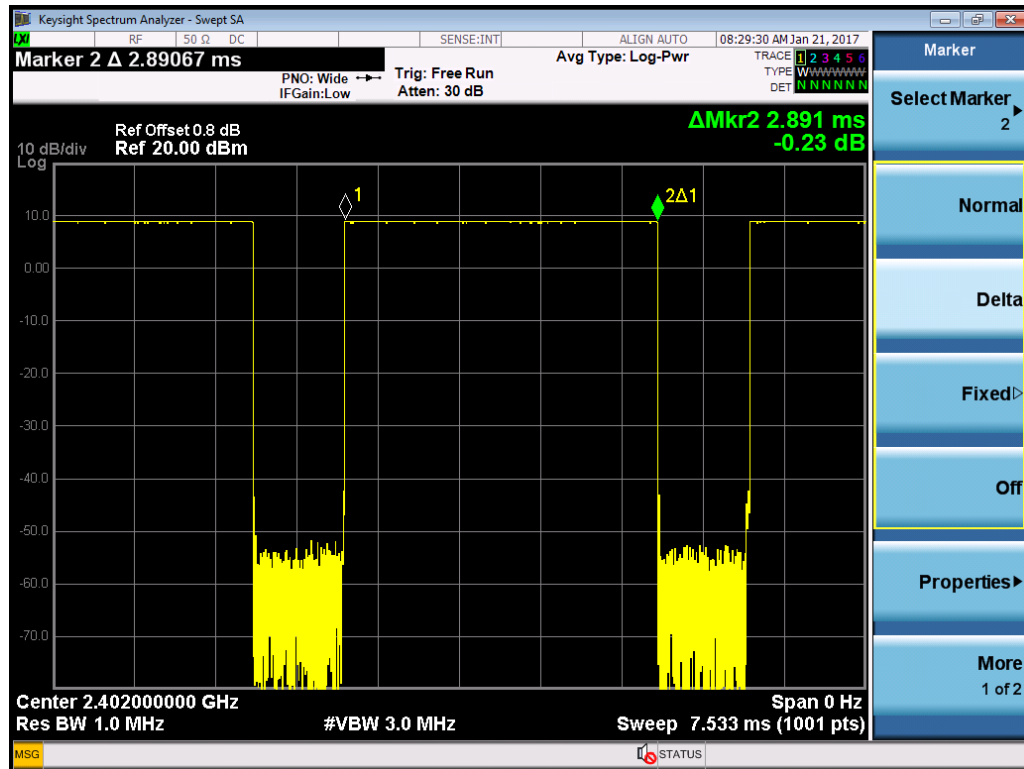 Keysight Spectrum Analyzer - Swept SA
LXI RF 50 Ω DC SENSE:INT ALIGN AUTO 08:29:30 AM Jan 21, 2017
Marker 2 Δ 2.89067 ms
PNO: Wide
IFGain:Low
Trig: Free Run
Atten: 30 dB
Avg Type: Log-Pwr
TRACE 1 2 3 4 5 6
TYPE WWWWWW
DET N N N N N N
ΔMkr2 2.891 ms
-0.23 dB
Ref Offset 0.8 dB
10 dB/div Ref 20.00 dBm
Log
1
2Δ1
10.0
0.00
-10.0
-20.0
-30.0
-40.0
-50.0
-60.0
-70.0
Center 2.402000000 GHz Span 0 Hz
Res BW 1.0 MHz #VBW 3.0 MHz Sweep 7.533 ms (1001 pts)
MSG STATUS
Marker
Select Marker
2
Normal
Delta
Fixed
Off
Properties
More
1 of 2